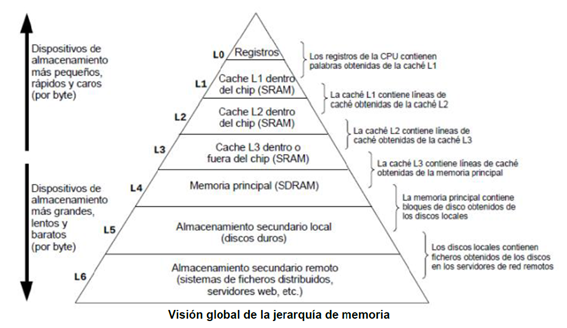 Dispositivos de
almacenamiento
más pequeños,
rápidos y caros
(por byte)
Dispositivos de
almacenamiento
más grandes,
lentos y
baratos
(por byte)
L0
Registros
L1
Cache L1 dentro
del chip (SRAM)
L2
Cache L2 dentro
del chip (SRAM)
L3
Cache L3 dentro o
fuera del chip (SRAM)
L4
Memoria principal (SDRAM)
L5
Almacenamiento secundario local
(discos duros)
L6
Almacenamiento secundario remoto
(sistemas de ficheros distribuidos,
servidores web, etc.)
Los registros de la CPU contienen
palabras obtenidas de la caché L1
La caché L1 contiene líneas de
caché obtenidas de la caché L2
La caché L2 contiene líneas de
caché obtenidas de la caché L3
La caché L3 contiene líneas de caché
obtenidas de la memoria principal
La memoria principal contiene
bloques de disco obtenidos de
los discos locales
Los discos locales contienen
ficheros obtenidos de los discos
en los servidores de red remotos
Visión global de la jerarquía de memoria